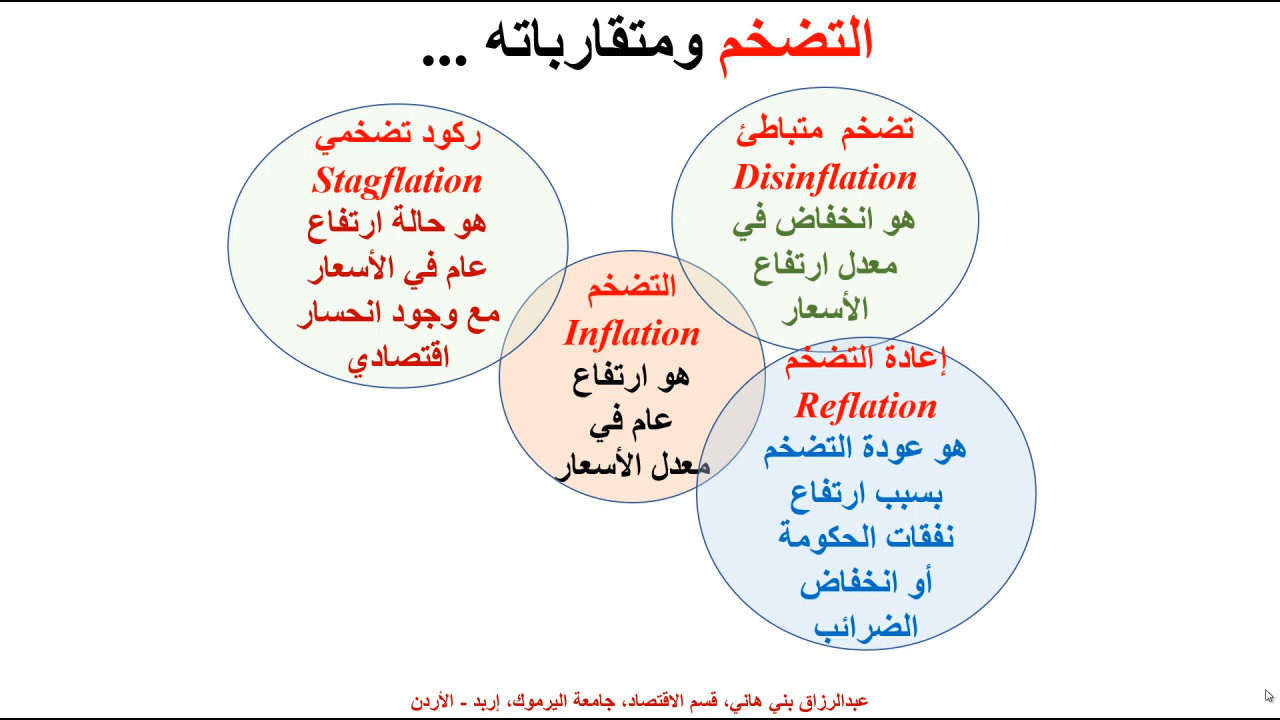 التضخم ومتقارباته ...
تضخم متباطئ
Disinflation
هو انخفاض في
معدل ارتفاع
الأسعار
ركود تضخمي
Stagflation
هو حالة ارتفاع
عام في الأسعار
مع وجود انحسار
اقتصادي
التضخم
Inflation
هو ارتفاع
عام في
معدل الأسعار
إعادة التضخم
Reflation
هو عودة التضخم
بسبب ارتفاع
نفقات الحكومة
أو انخفاض
الضرائب
عبدالرزاق بني هاني، قسم الاقتصاد، جامعة اليرموك، إربد - الأردن